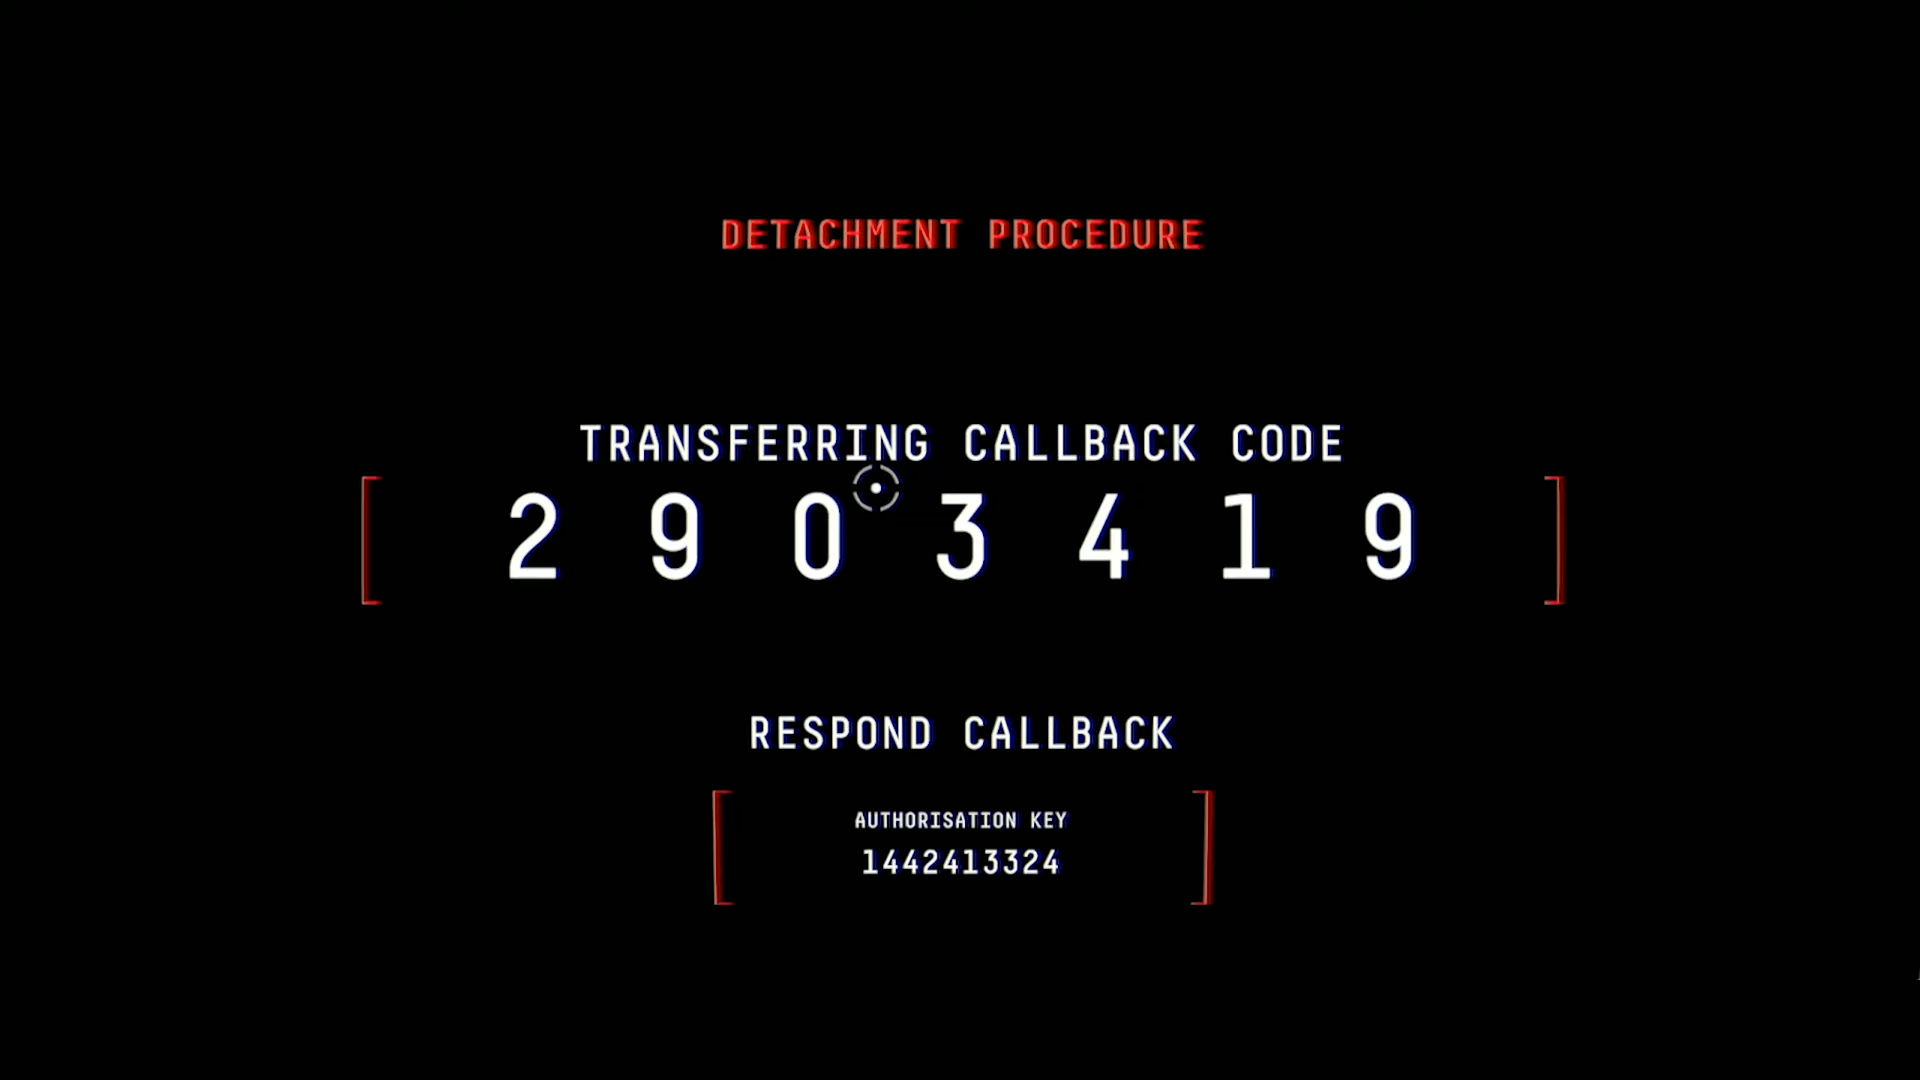 DETACHMENT PROCEDURE
TRANSFERRING CALLBACK CODE
2 9 0 3 4 1 9
RESPOND CALLBACK
AUTHORISATION KEY
1442413324